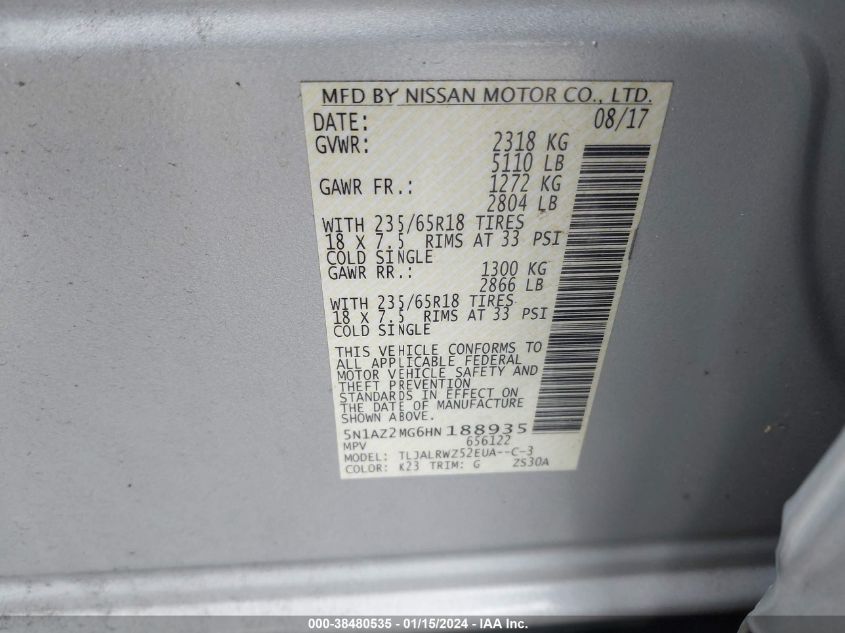 MFD BY NISSAN MOTOR CO., LTD.
DATE: 08/17
GVWR: 2318 KG
5110 LB
GAWR FR.: 1272 KG
2804 LB
WITH 235/65R18 TIRES
18 X 7.5 RIMS AT 33 PSI
COLD SINGLE
GAWR RR.: 1300 KG
2866 LB
WITH 235/65R18 TIRES
18 X 7.5 RIMS AT 33 PSI
COLD SINGLE
THIS VEHICLE CONFORMS TO
ALL APPLICABLE FEDERAL
MOTOR VEHICLE SAFETY AND
THEFT PREVENTION
STANDARDS IN EFFECT ON
THE DATE OF MANUFACTURE
SHOWN ABOVE.
5N1AZ2MG6HN188935
MPV 656122
MODEL: TLJALRWZ52EUA--C-3
COLOR: K23 TRIM: G ZS30A
000-38480535 - 01/15/2024 - IAA Inc.